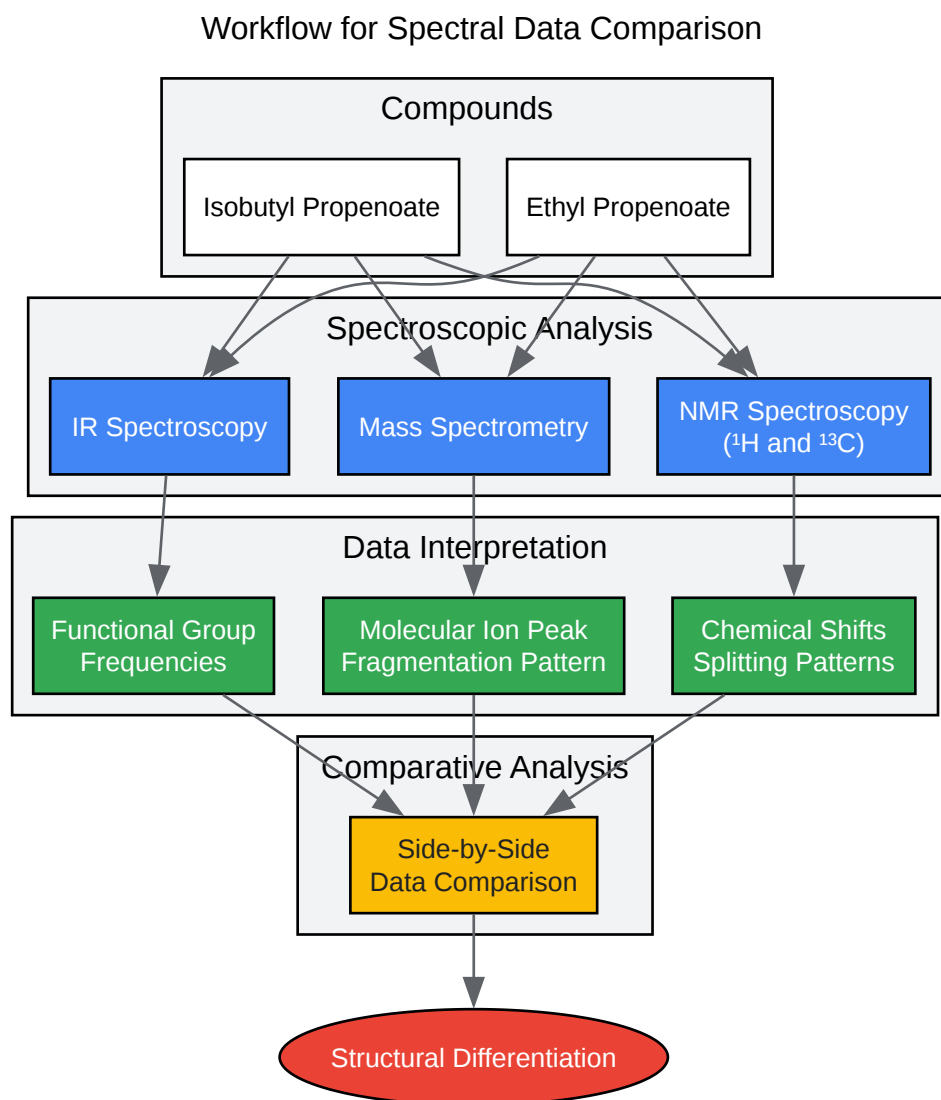 Workflow for Spectral Data Comparison
Compounds
Isobutyl Propenoate
Ethyl Propenoate
Spectroscopic Analysis
IR Spectroscopy
Mass Spectrometry
NMR Spectroscopy
(¹H and ¹³C)
Data Interpretation
Functional Group
Frequencies
Molecular Ion Peak
Fragmentation Pattern
Chemical Shifts
Splitting Patterns
Comparative Analysis
Side-by-Side
Data Comparison
Structural Differentiation